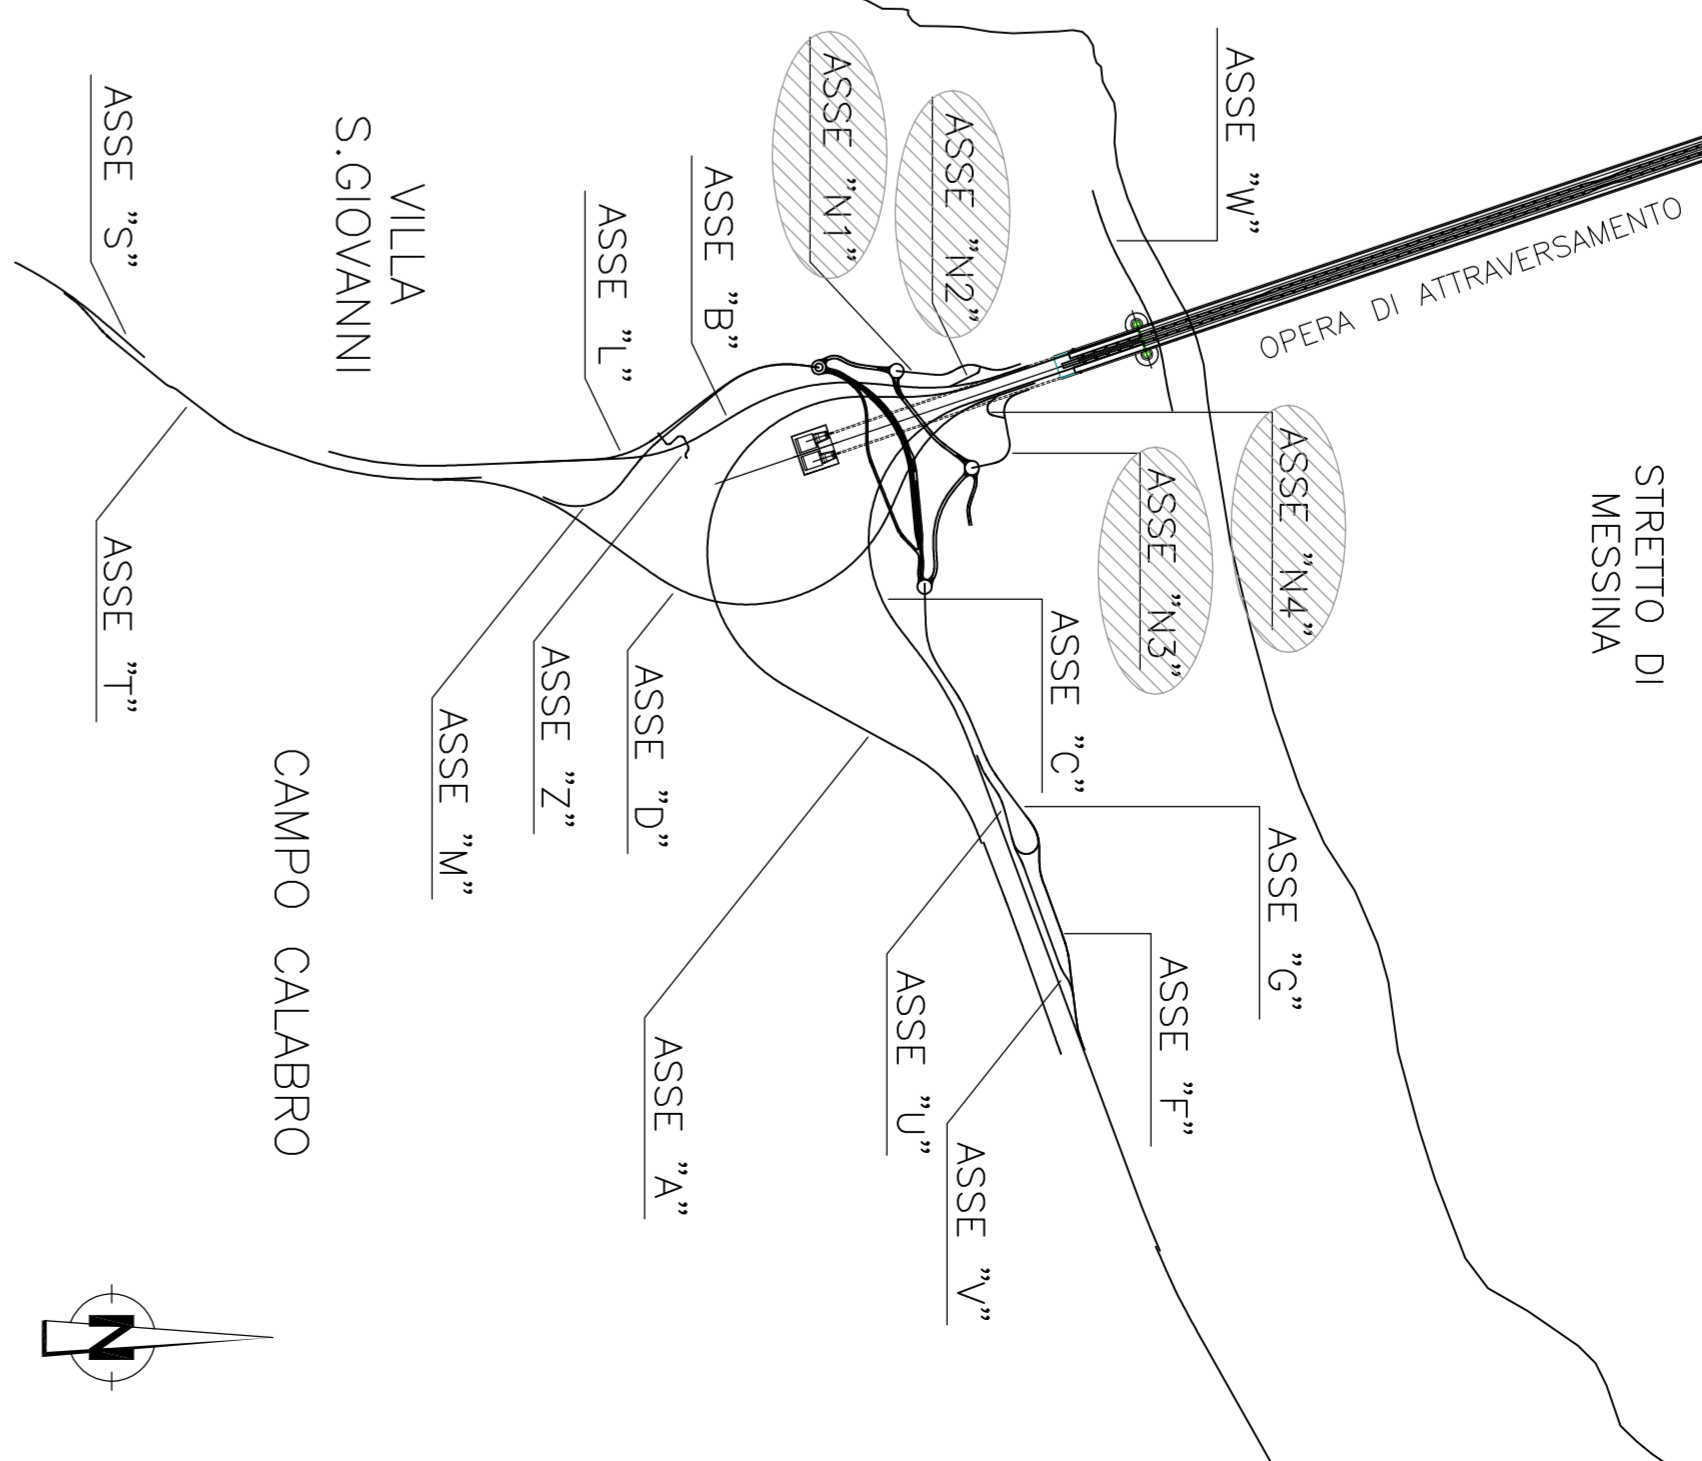 ASSE "W"
ASSE "N1"
ASSE "N2"
ASSE "B"
ASSE "L"
VILLA
S.GIOVANNI
ASSE "S"
OPERA DI ATTRAVERSAMENTO
STRETTO DI
MESSINA
ASSE "N4"
ASSE "N3"
ASSE "C"
ASSE "D"
ASSE "Z"
ASSE "M"
ASSE "T"
CAMPO CALABRO
ASSE "G"
ASSE "F"
ASSE "U"
ASSE "V"
ASSE "A"
N